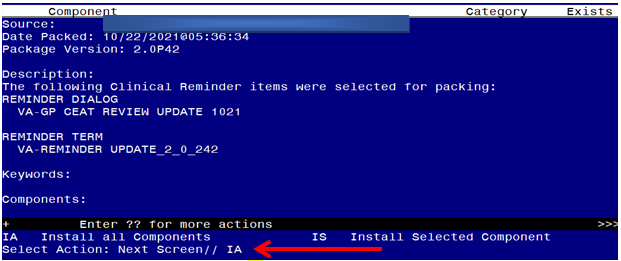 Component Category Exists
Source:
Date Packed: 10/22/2021@05:36:34
Package Version: 2.0P42
Description:
The following Clinical Reminder items were selected for packing:
REMINDER DIALOG
VA-GP CEAT REVIEW UPDATE 1021
REMINDER TERM
VA-REMINDER UPDATE_2_0_242
Keywords:
Components:
+ Enter ?? for more actions >>>
IA Install all Components IS Install Selected Component
Select Action: Next Screen// IA